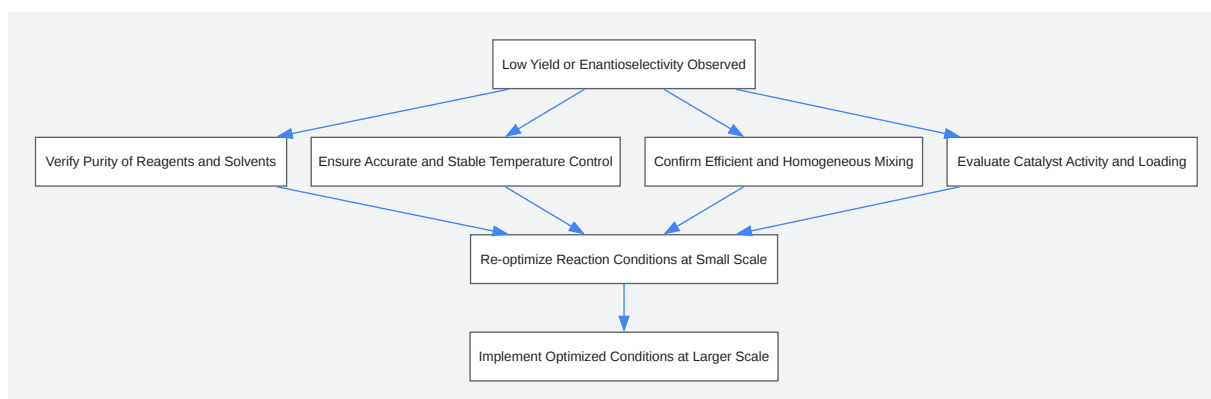 Low Yield or Enantioselectivity Observed
Verify Purity of Reagents and Solvents
Ensure Accurate and Stable Temperature Control
Confirm Efficient and Homogeneous Mixing
Evaluate Catalyst Activity and Loading
Re-optimize Reaction Conditions at Small Scale
Implement Optimized Conditions at Larger Scale